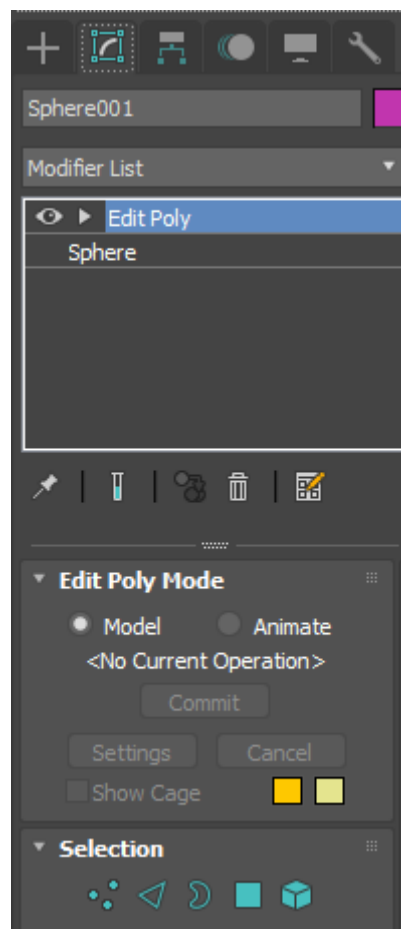 Sphere001
Modifier List
Edit Poly
Sphere
Edit Poly Mode
Model Animate
<No Current Operation>
Commit
Settings Cancel
Show Cage
Selection